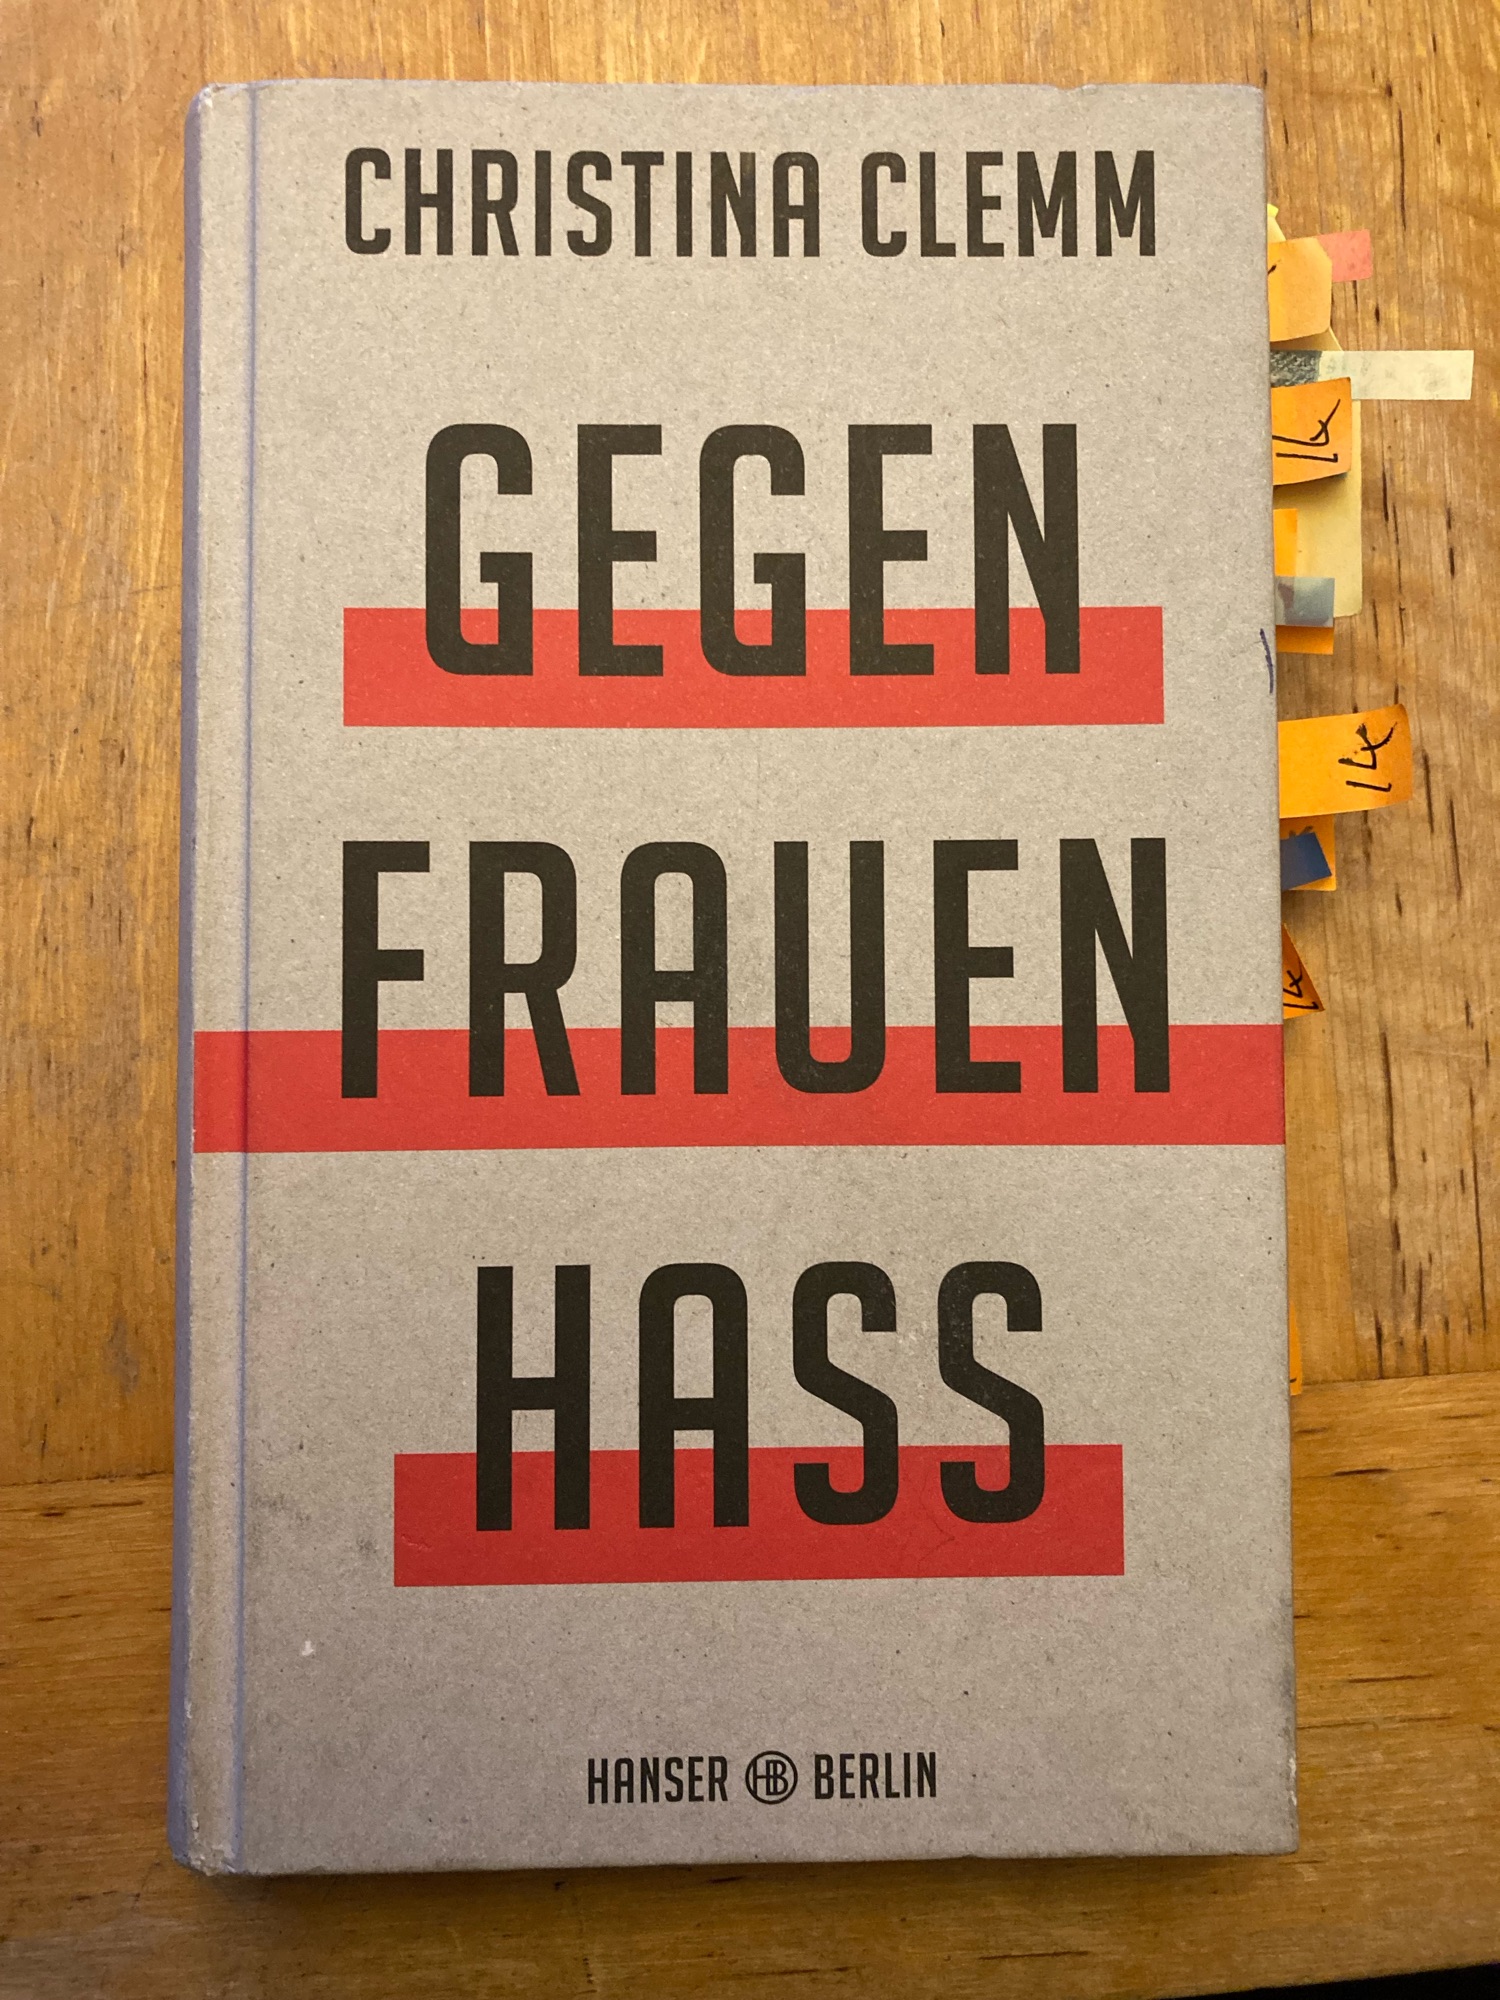 CHRISTINA CLEMM
GEGEN
FRAUEN
HASS
HANSER HB BERLIN